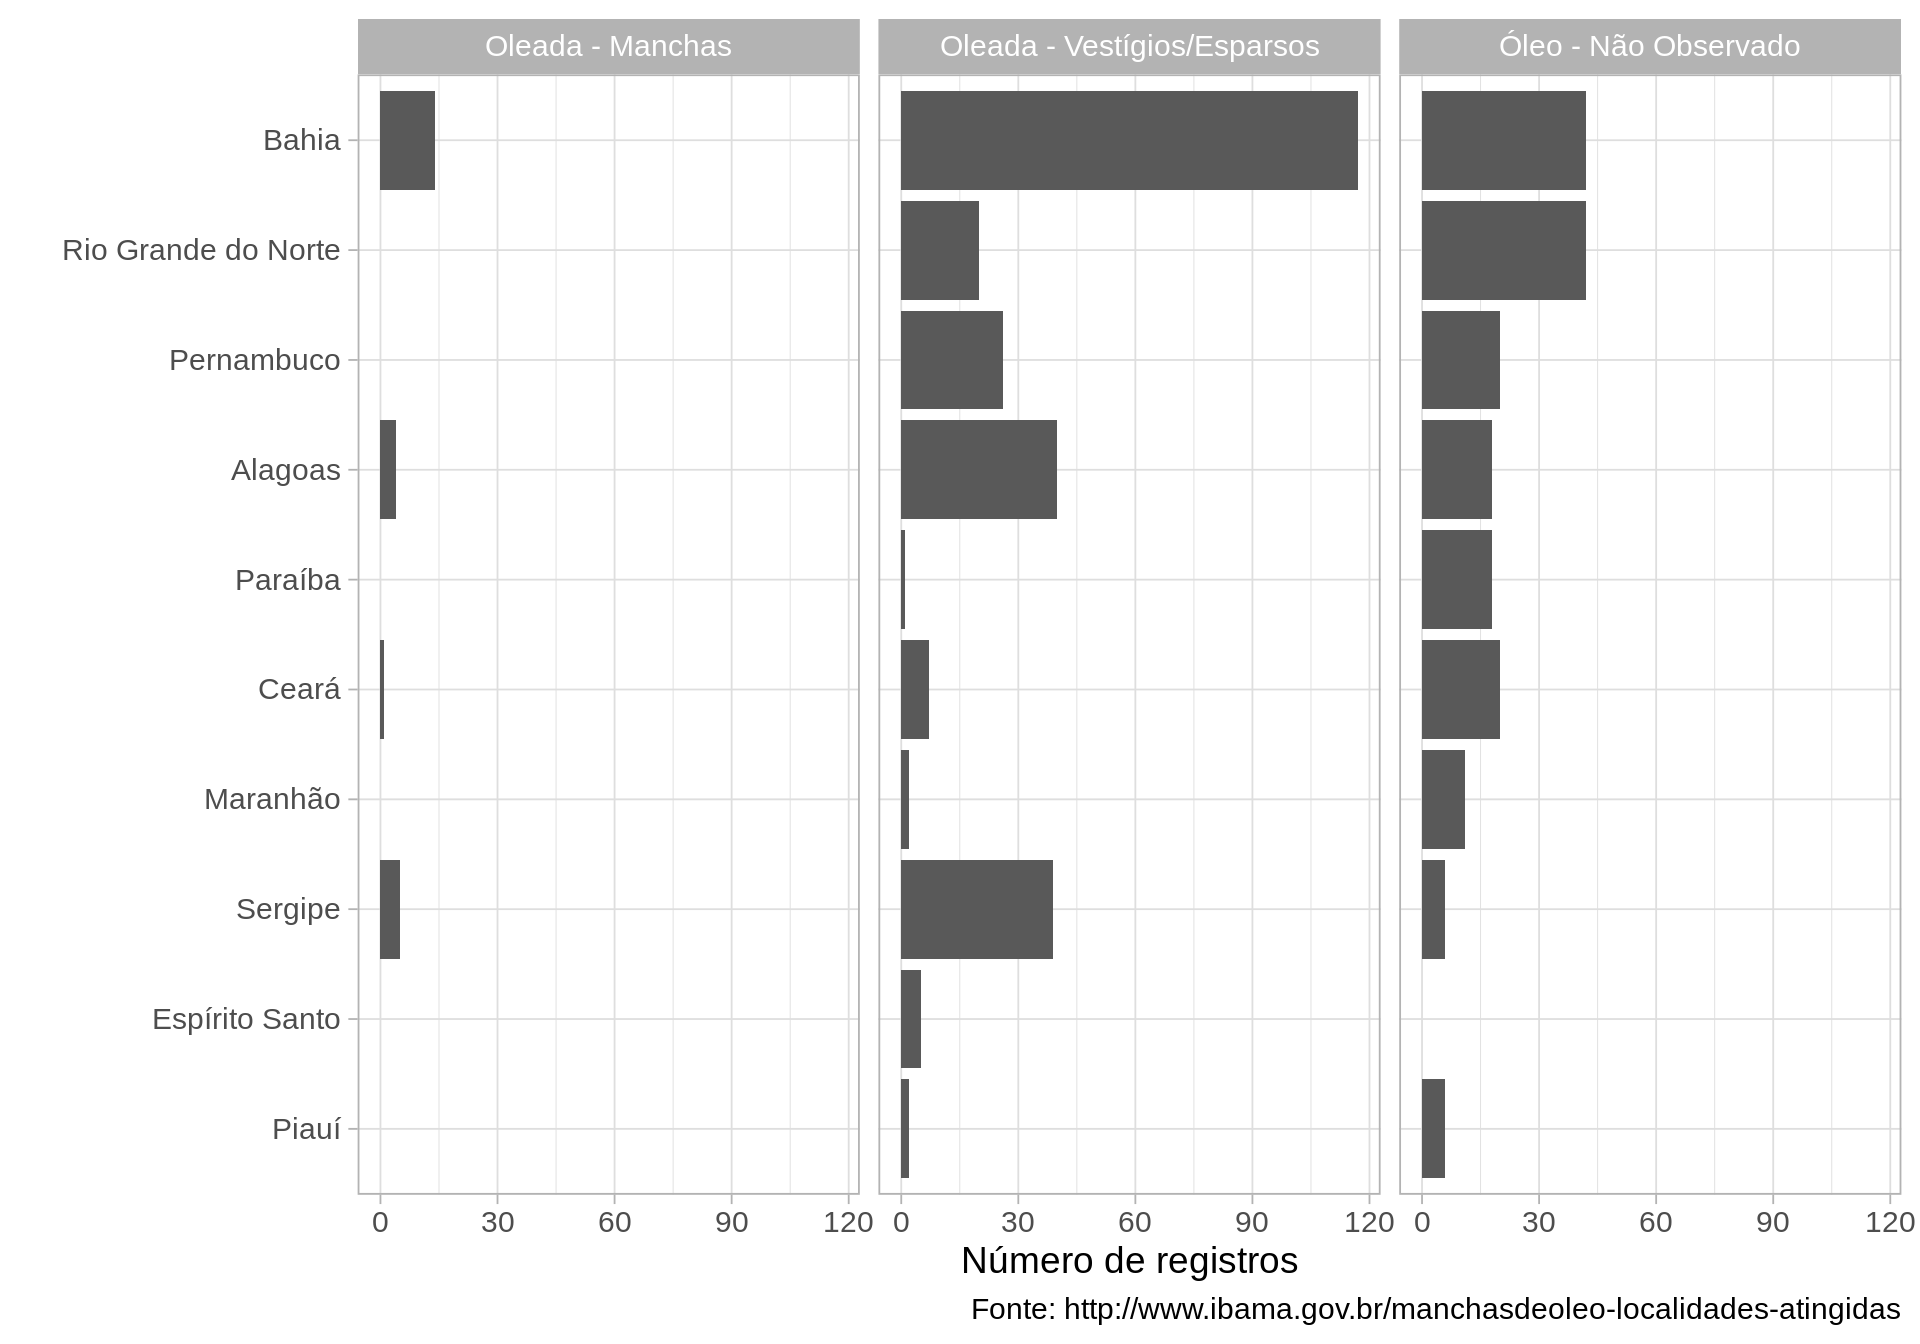 Oleada - Manchas
Oleada - Vestígios/Esparsos
Óleo - Não Observado
Bahia
Rio Grande do Norte
Pernambuco
Alagoas
Paraíba
Ceará
Maranhão
Sergipe
Espírito Santo
Piauí
0 30 60 90 120
0 30 60 90 120
0 30 60 90 120
Número de registros
Fonte: http://www.ibama.gov.br/manchasdeoleo-localidades-atingidas